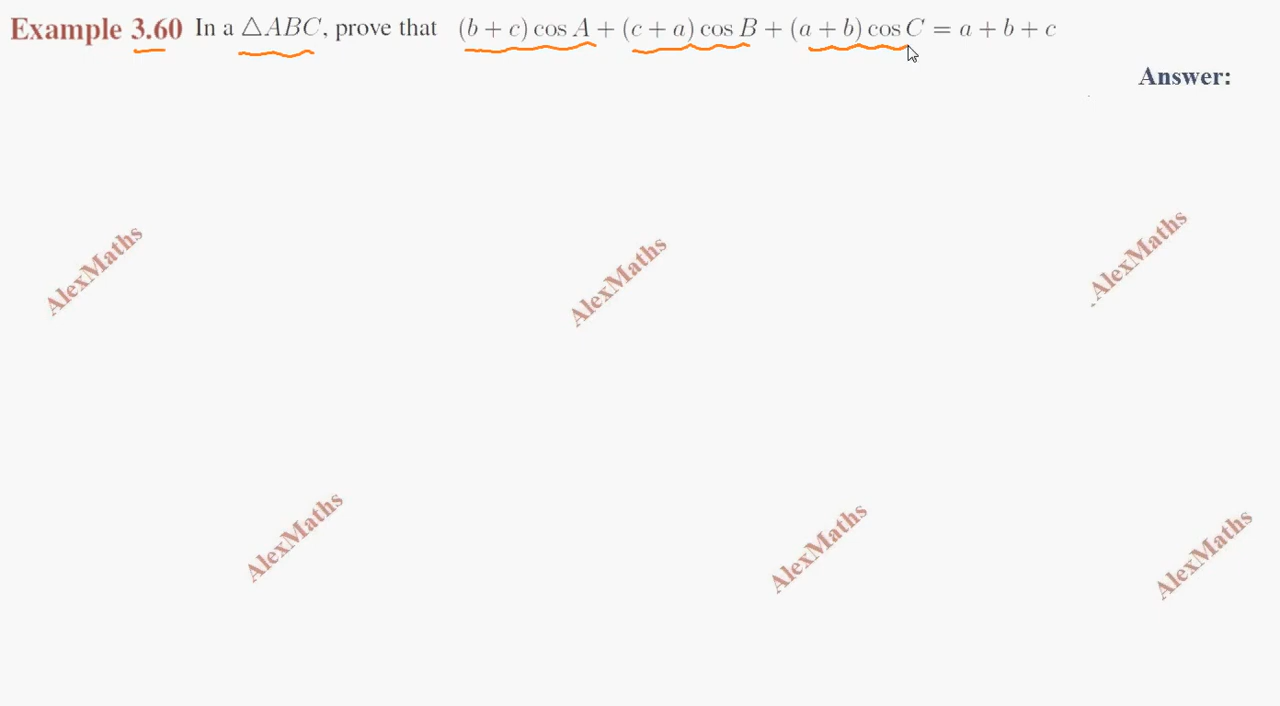 Example 3.60 In a △ABC, prove that (b + c) cos A + (c + a) cos B + (a + b) cos C = a + b + c
Answer:
AlexMaths
AlexMaths
AlexMaths
AlexMaths
AlexMaths
AlexMaths